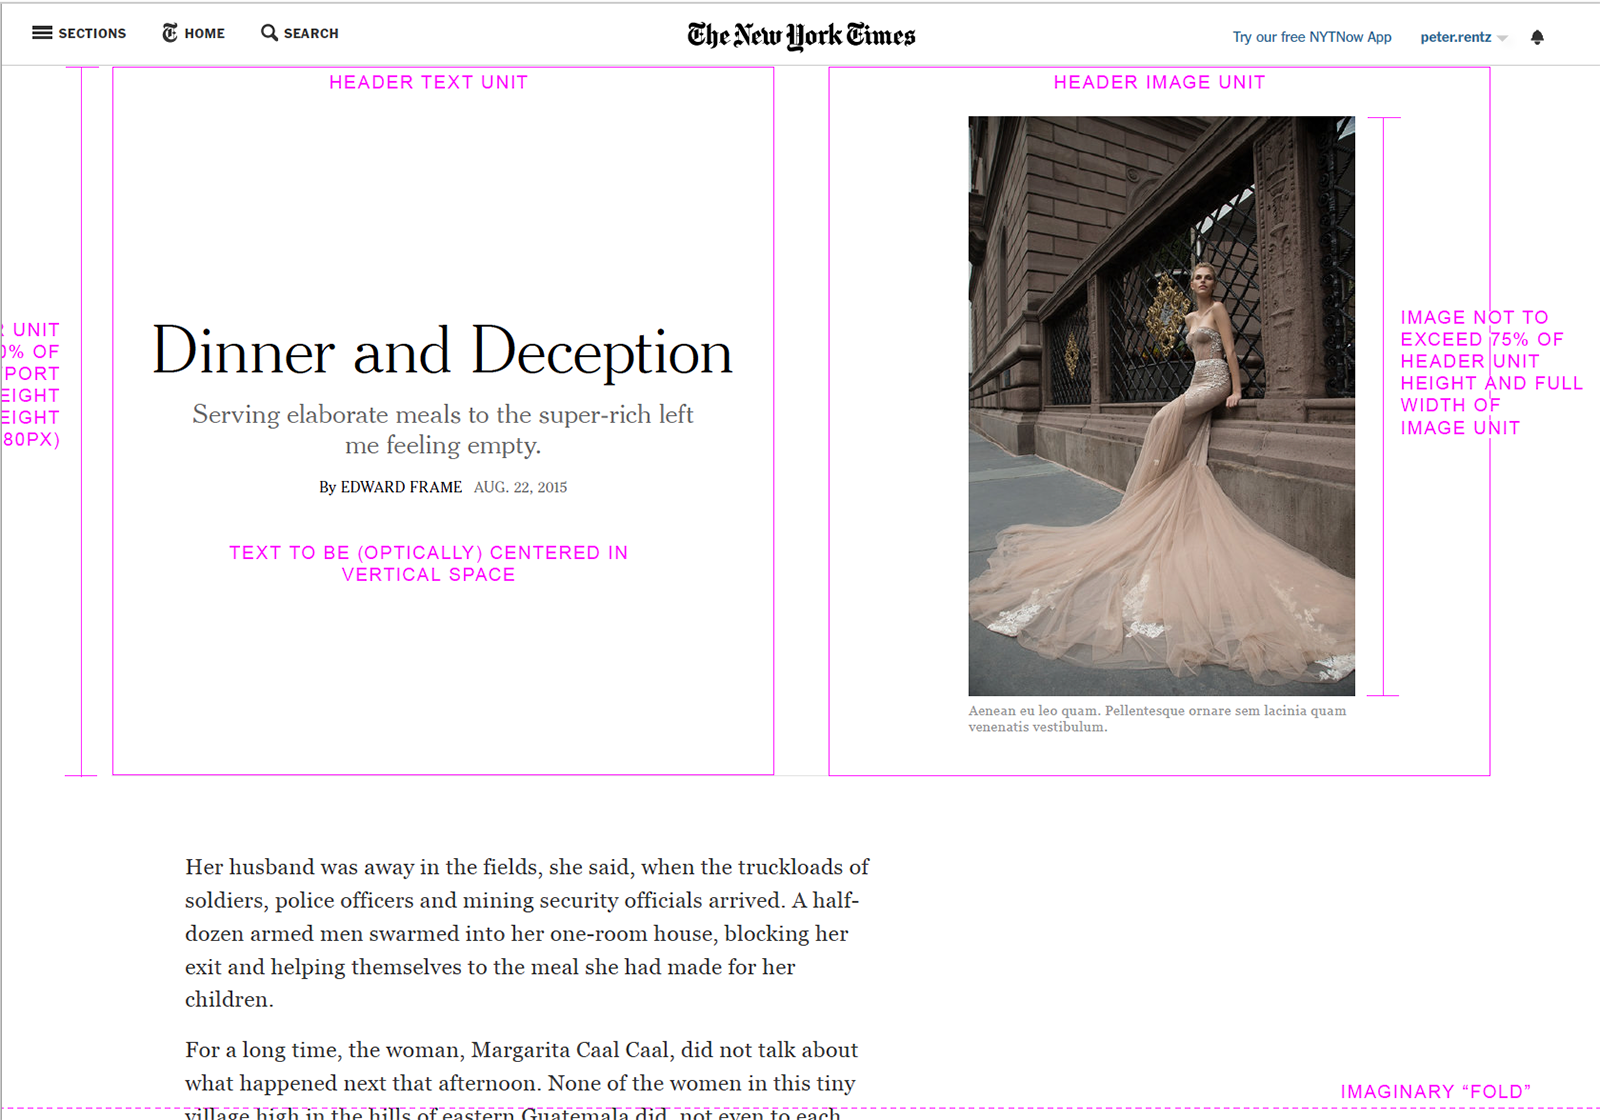 SECTIONS HOME SEARCH
The New York Times
Try our free NYTNow App peter.rentz
HEADER TEXT UNIT
HEADER IMAGE UNIT
UNIT
0% OF
PORT
EIGHT
EIGHT
80PX)
Dinner and Deception
Serving elaborate meals to the super-rich left
me feeling empty.
By EDWARD FRAME AUG. 22, 2015
TEXT TO BE (OPTICALLY) CENTERED IN
VERTICAL SPACE
IMAGE NOT TO
EXCEED 75% OF
HEADER UNIT
HEIGHT AND FULL
WIDTH OF
IMAGE UNIT
Aenean eu leo quam. Pellentesque ornare sem lacinia quam
venenatis vestibulum.
Her husband was away in the fields, she said, when the truckloads of
soldiers, police officers and mining security officials arrived. A half-
dozen armed men swarmed into her one-room house, blocking her
exit and helping themselves to the meal she had made for her
children.
For a long time, the woman, Margarita Caal Caal, did not talk about
what happened next that afternoon. None of the women in this tiny
village high in the hills of eastern Guatemala did, not even to each
IMAGINARY “FOLD”